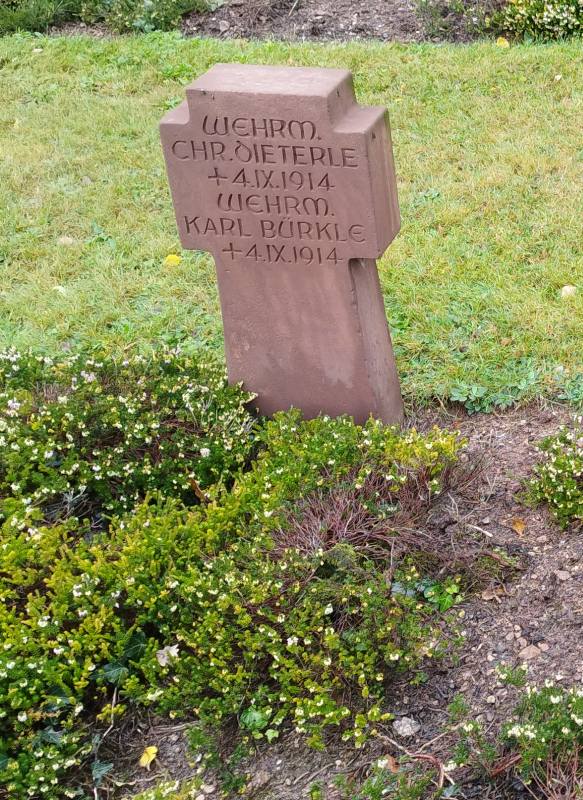 WEHRM.
CHR. DIETERLE
+ 4.IX.1914
WEHRM.
KARL BÜRKLE
+ 4.IX.1914